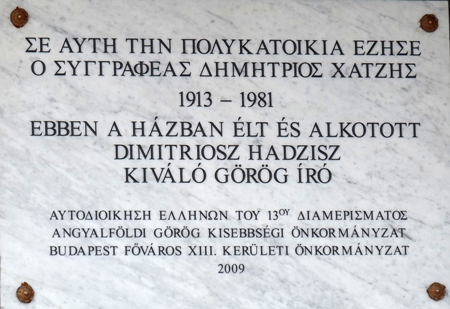 ΣΕ ΑΥΤΗ ΤΗΝ ΠΟΛΥΚΑΤΟΙΚΙΑ ΕΖΗΣΕ
Ο ΣΥΓΓΡΑΦΕΑΣ ΔΗΜΗΤΡΙΟΣ ΧΑΤΖΗΣ
1913 – 1981
EBBEN A HÁZBAN ÉLT ÉS ALKOTOTT
DIMITRIOSZ HADZISZ
KIVÁLÓ GÖRÖG ÍRÓ
ΑΥΤΟΔΙΟΙΚΗΣΗ ΕΛΛΗΝΩΝ ΤΟΥ 13ΟΥ ΔΙΑΜΕΡΙΣΜΑΤΟΣ
ANGYALFÖLDI GÖRÖG KISEBBSÉGI ÖNKORMÁNYZAT
BUDAPEST FŐVÁROS XIII. KERÜLETI ÖNKORMÁNYZAT
2009